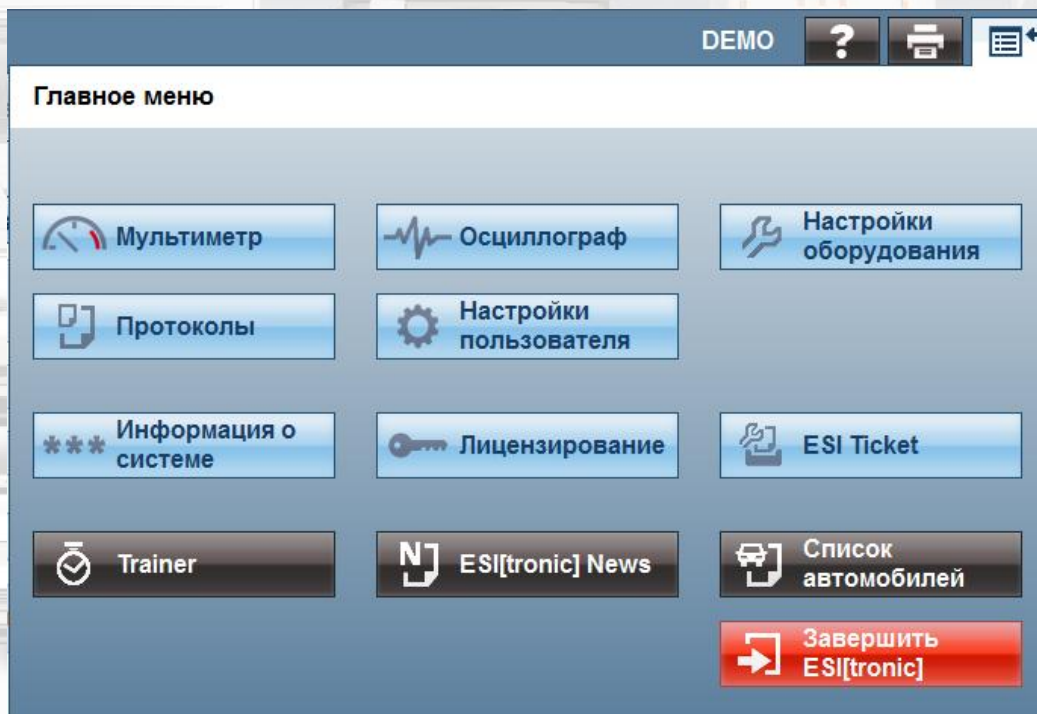 DEMO
?
Главное меню
Мультиметр
Осциллограф
Настройки
оборудования
Протоколы
Настройки
пользователя
Информация о
системе
Лицензирование
ESI Ticket
Trainer
N
ESI[tronic] News
Список
автомобилей
Завершить
ESI[tronic]